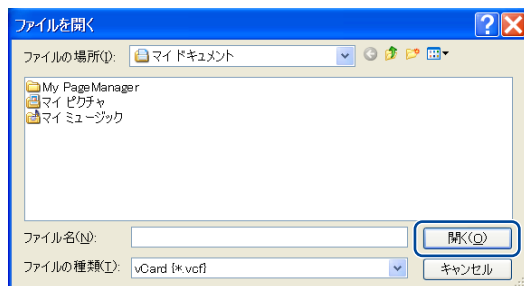 ファイルを開く
ファイルの場所(I): マイ ドキュメント
My PageManager
マイ ピクチャ
マイ ミュージック
ファイル名(N): 開く(O)
ファイルの種類(T): vCard [*.vcf] キャンセル